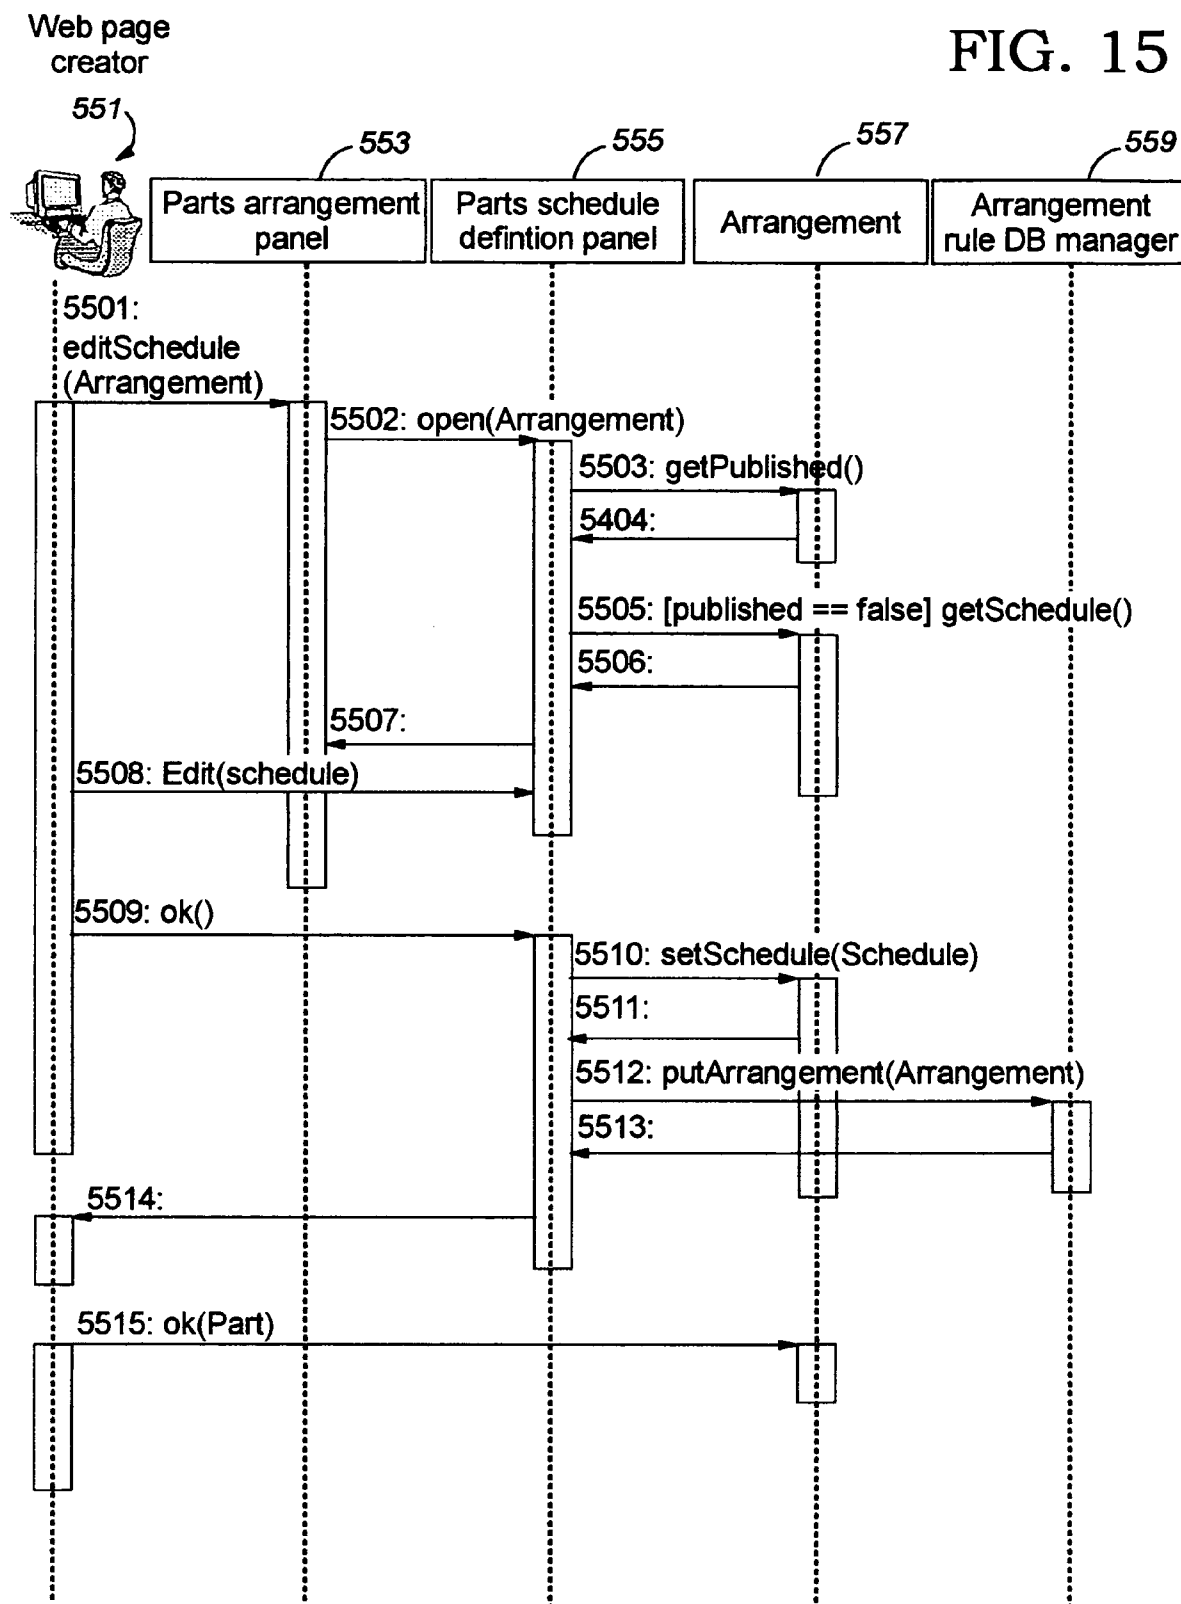 Web page
creator
FIG. 15
551
553
555
557
559
Parts arrangement
panel
Parts schedule
defintion panel
Arrangement
Arrangement
rule DB manager
5501:
editSchedule
(Arrangement)
5502: open(Arrangement)
5503: getPublished()
5404:
5505: [published == false] getSchedule()
5506:
5507:
5508: Edit(schedule)
5509: ok()
5510: setSchedule(Schedule)
5511:
5512: putArrangement(Arrangement)
5513:
5514:
5515: ok(Part)